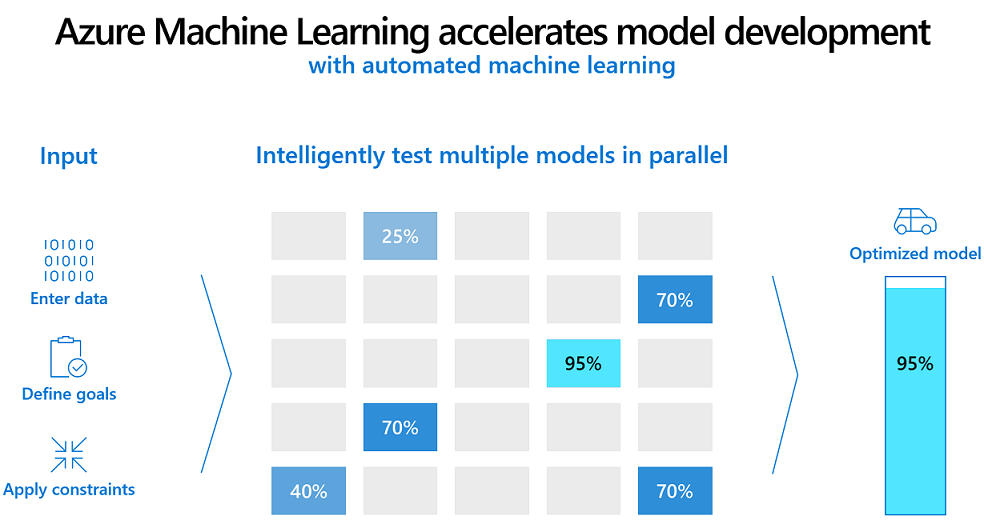 Azure Machine Learning accelerates model development
with automated machine learning
Input
Intelligently test multiple models in parallel
101010
010101
101010
Enter data
Define goals
Apply constraints
25%
70%
95%
70%
40%
70%
Optimized model
95%